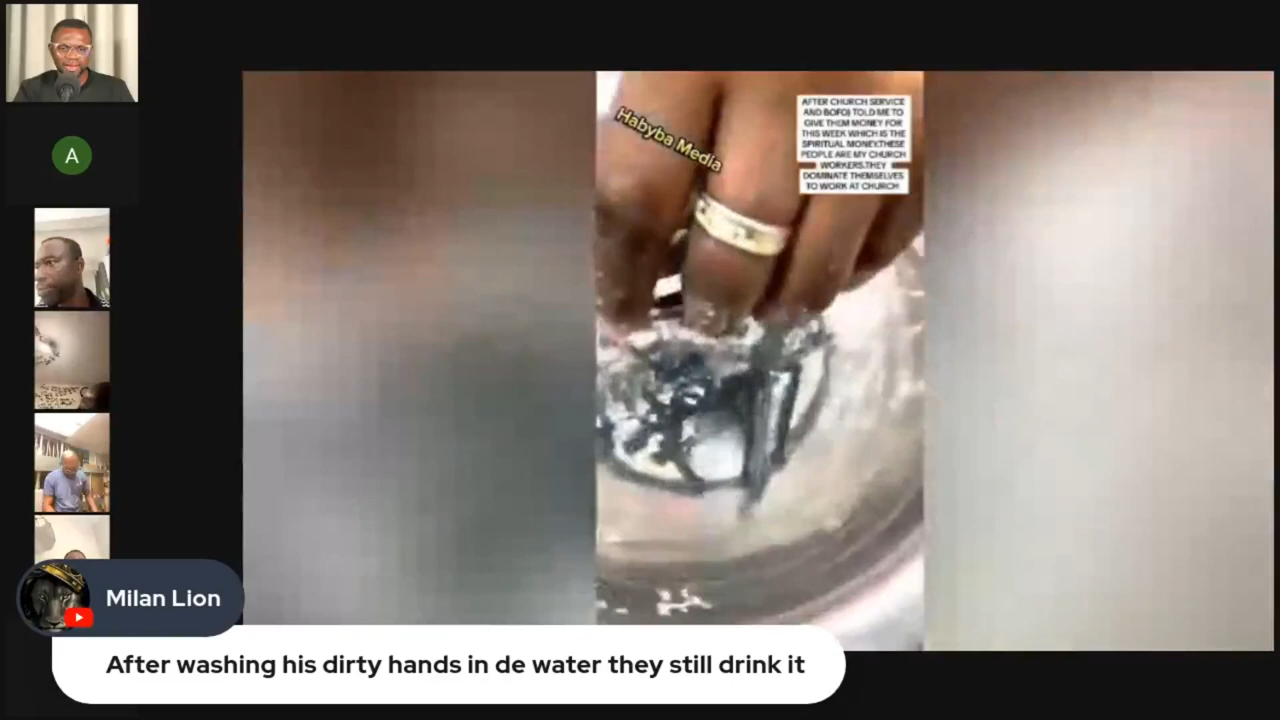 A
Habyba Media
AFTER CHURCH SERVICE
AND BOFO) TOLD ME TO
GIVE THEM MONEY FOR
THIS WEEK WHICH IS THE
SPIRITUAL MONEY.THESE
PEOPLE ARE MY CHURCH
WORKERS.THEY
DOMINATE THEMSELVES
TO WORK AT CHURCH
Milan Lion
After washing his dirty hands in de water they still drink it